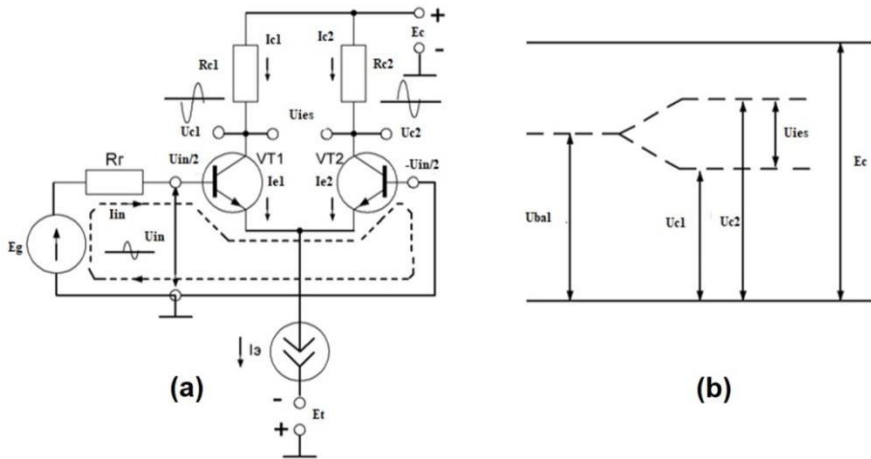 +
Ic1 Ic2 Ec
-
Rc1 Rc2
Uies
Uc1 Uc2
Rr Uin/2 VT1 VT2 -Uin/2
Ie1 Ie2
Iin
Uin
Eg
Iэ
-
Et
+
(a)
Uies
Ec
Ubal Uc1 Uc2
(b)